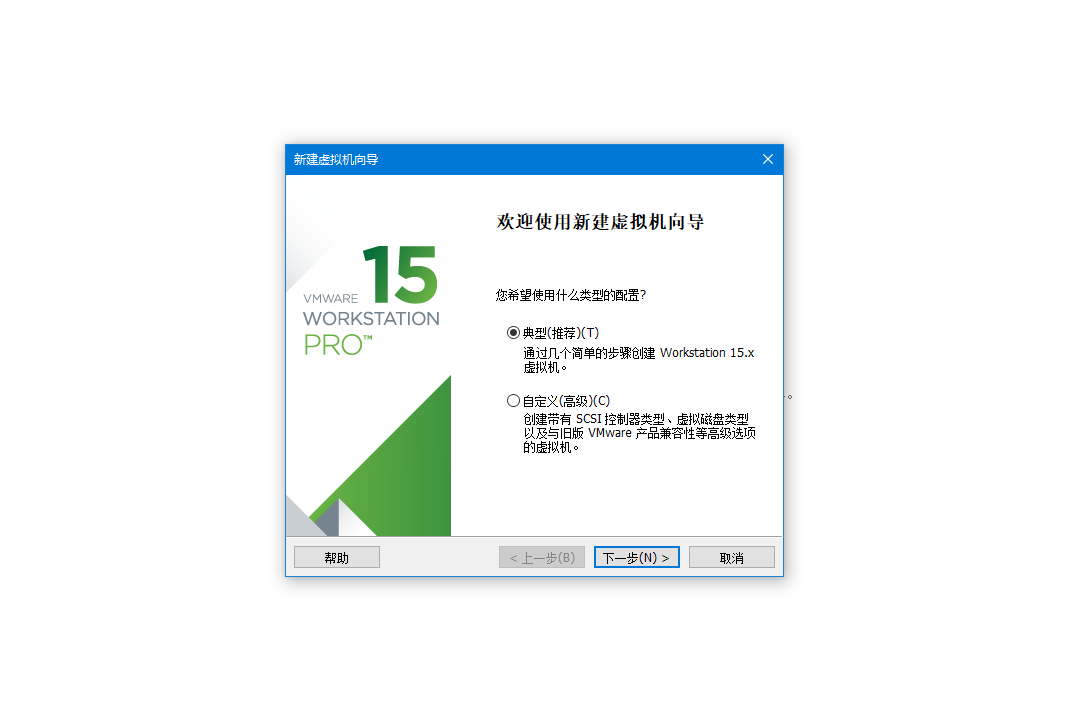 新建虚拟机向导
欢迎使用新建虚拟机向导
15
VMWARE
WORKSTATION
PRO™
您希望使用什么类型的配置?
典型(推荐)(T)
通过几个简单的步骤创建 Workstation 15.x
虚拟机。
自定义(高级)(C)
创建带有 SCSI 控制器类型、虚拟磁盘类型
以及与旧版 VMware 产品兼容性等高级选项
的虚拟机。
。
帮助
< 上一步(B)
下一步(N) >
取消